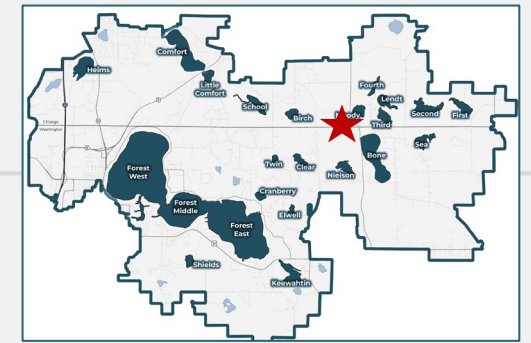 Comfort
Heims
Little
Comfort
Fourth
Lendt
School
Second
First
Birch
Third
Chisago
Washington
Sea
Bone
Forest
West
Twin
Clear
Nielson
Cranberry
Forest
Middle
Elwell
Forest
East
Shields
Keewahtin